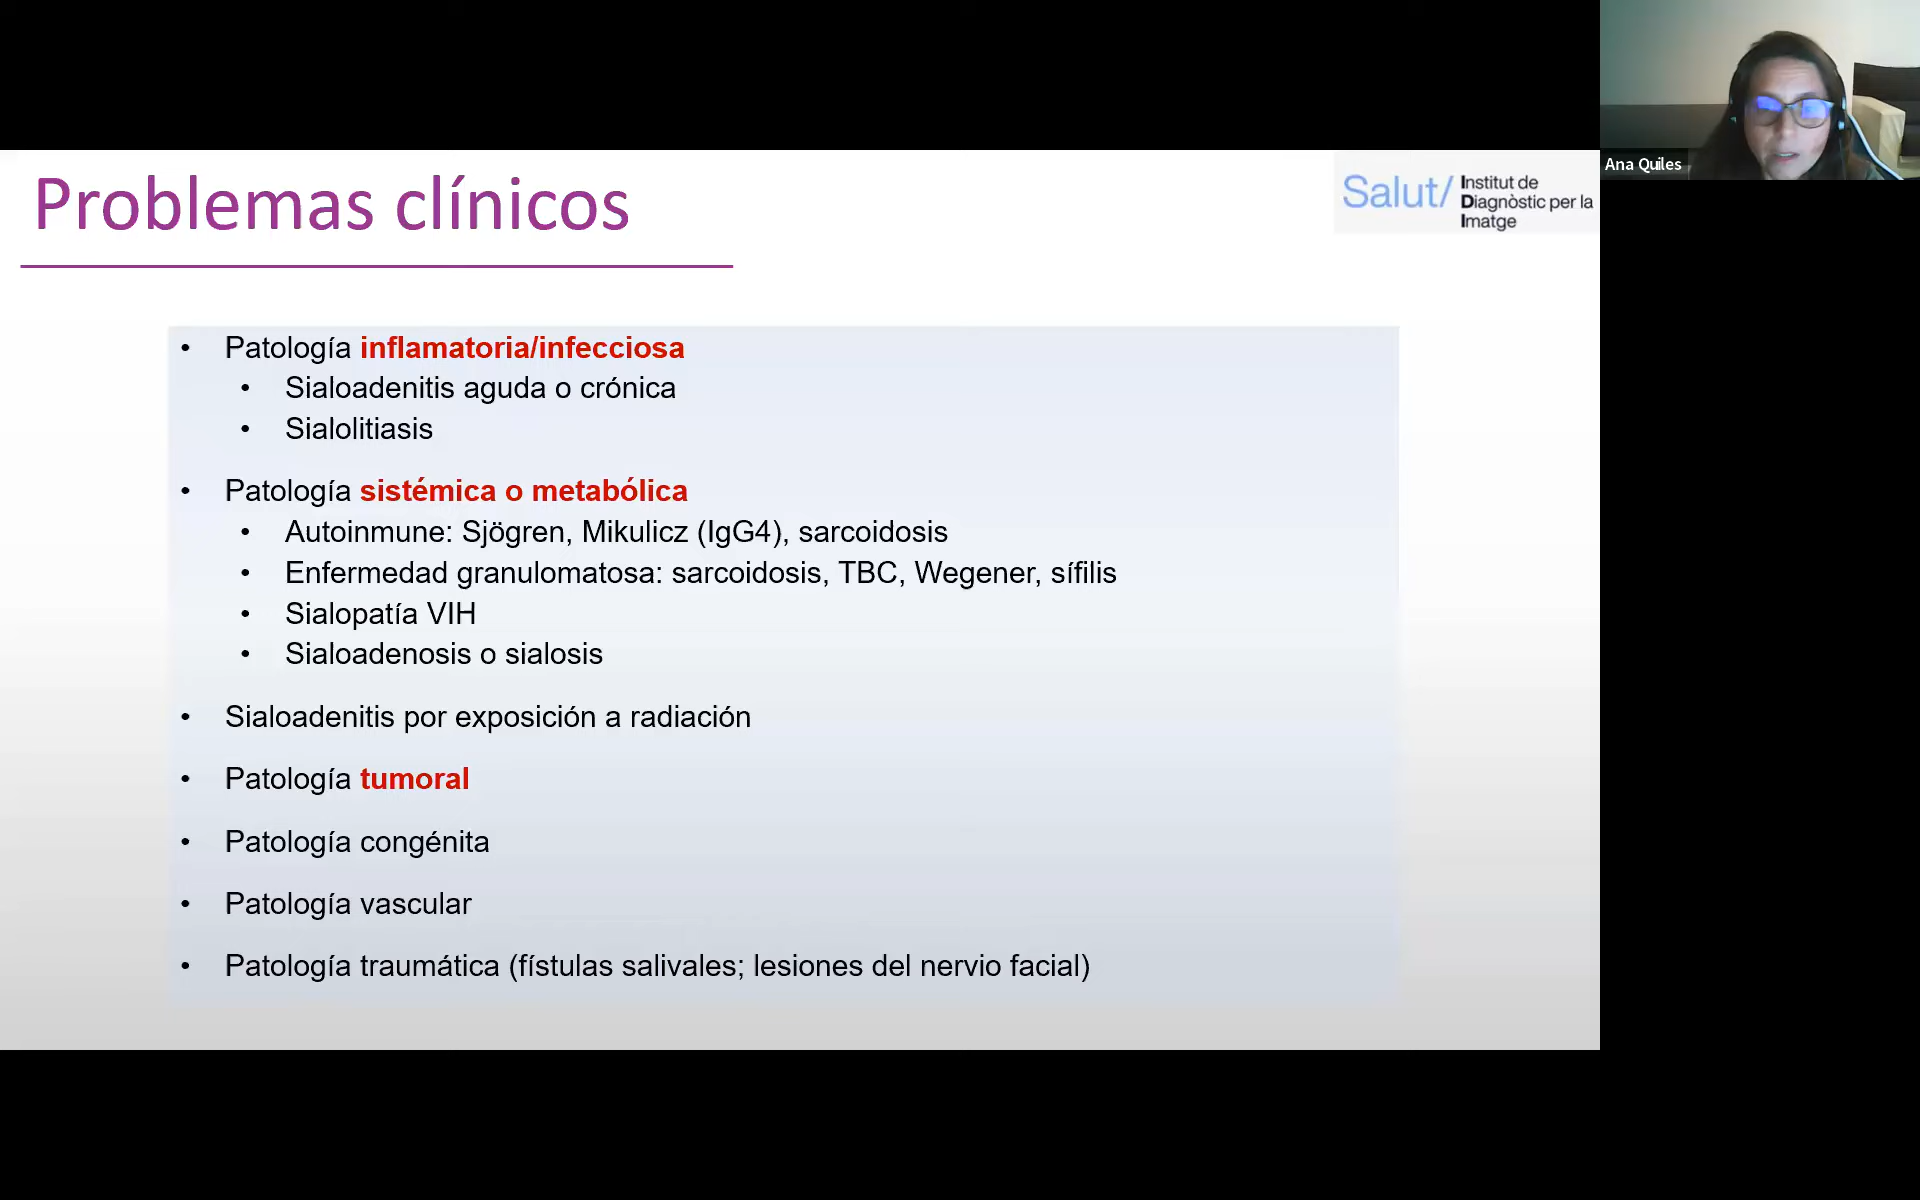 Problemas clínicos
Salut/
Institut de
Diagnòstic per la
Imatge
Ana Quiles
• Patología inflamatoria/infecciosa
• Sialoadenitis aguda o crónica
• Sialolitiasis
• Patología sistémica o metabólica
• Autoinmune: Sjögren, Mikulicz (IgG4), sarcoidosis
• Enfermedad granulomatosa: sarcoidosis, TBC, Wegener, sífilis
• Sialopatía VIH
• Sialoadenosis o sialosis
• Sialoadenitis por exposición a radiación
• Patología tumoral
• Patología congénita
• Patología vascular
• Patología traumática (fístulas salivales; lesiones del nervio facial)